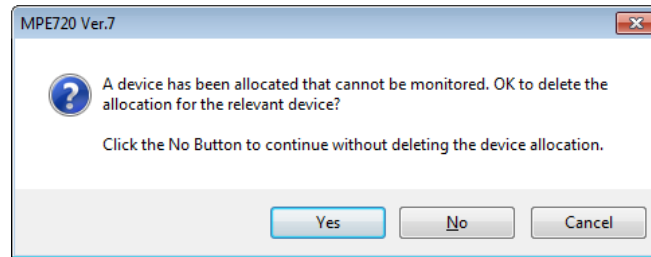 MPE720 Ver.7
A device has been allocated that cannot be monitored. OK to delete the
allocation for the relevant device?
Click the No Button to continue without deleting the device allocation.
Yes No Cancel